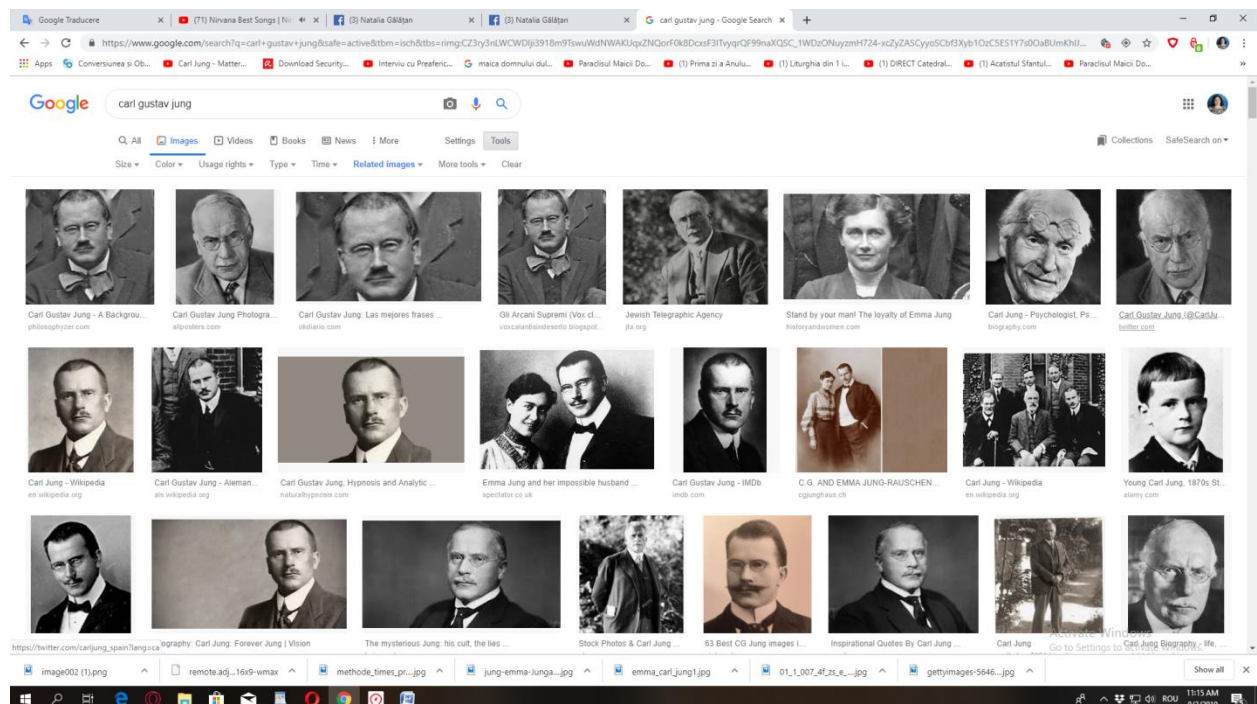 Google Traducere
(71) Nirvana Best Songs | Nir
(3) Natalia Gălățan
(3) Natalia Gălățan
carl gustav jung - Google Search
Apps
Conversiunea și Ob...
Carl Jung - Matter...
Download Security...
Interviu cu Preaferic...
maica domnului dul...
Paraclisul Maicii Do...
(1) Prima zi a Anulu...
(1) Liturghia din 1 i...
(1) DIRECT Catedral...
(1) Acatistul Sfantul...
Paraclisul Maicii Do...
Google
carl gustav jung
All Images Videos Books News More Settings Tools
Collections SafeSearch on
Size Color Usage rights Type Time Related images More tools Clear
Carl Gustav Jung - A Backgrou...
philosophyzer.com
Carl Gustav Jung Photogra...
allposters.com
Carl Gustav Jung: Las mejores frases ...
okdiario.com
Gli Arcani Supremi (Vox cl...
voxcalantisindeserto.blogspot...
Jewish Telegraphic Agency
jta.org
Stand by your man! The loyalty of Emma Jung
historyandwomen.com
Carl Jung - Psychologist, Ps...
biography.com
Carl Gustav Jung (@CarlJu...
twitter.com
Carl Jung - Wikipedia
en.wikipedia.org
Carl Gustav Jung - Aleman...
als.wikipedia.org
Carl Gustav Jung, Hypnosis and Analytic ...
naturalhypnosis.com
Emma Jung and her impossible husband ...
spectator.co.uk
Carl Gustav Jung - IMDb
imdb.com
C.G. AND EMMA JUNG-RAUSCHEN...
cgjunghaus.ch
Carl Jung - Wikipedia
en.wikipedia.org
Young Carl Jung, 1870s St...
alamy.com
iography: Carl Jung: Forever Jung | Vision
The mysterious Jung: his cult, the lies ...
Stock Photos & Carl Jung ...
63 Best CG Jung images i...
Inspirational Quotes By Carl Jung ...
Carl Jung
Carl Jung Biography - life, ...
https://twitter.com/carljung_spain?lang=ca
Activate Windows
Go to Settings to activate Windows.
image002 (1).png
remote.adj...16x9-wmax
methode_times_pr....jpg
jung-emma-Junga...jpg
emma_carl_jung1.jpg
01_1_007_4f_zs_e_...jpg
gettyimages-5646....jpg
Show all
ROU
11:15 AM